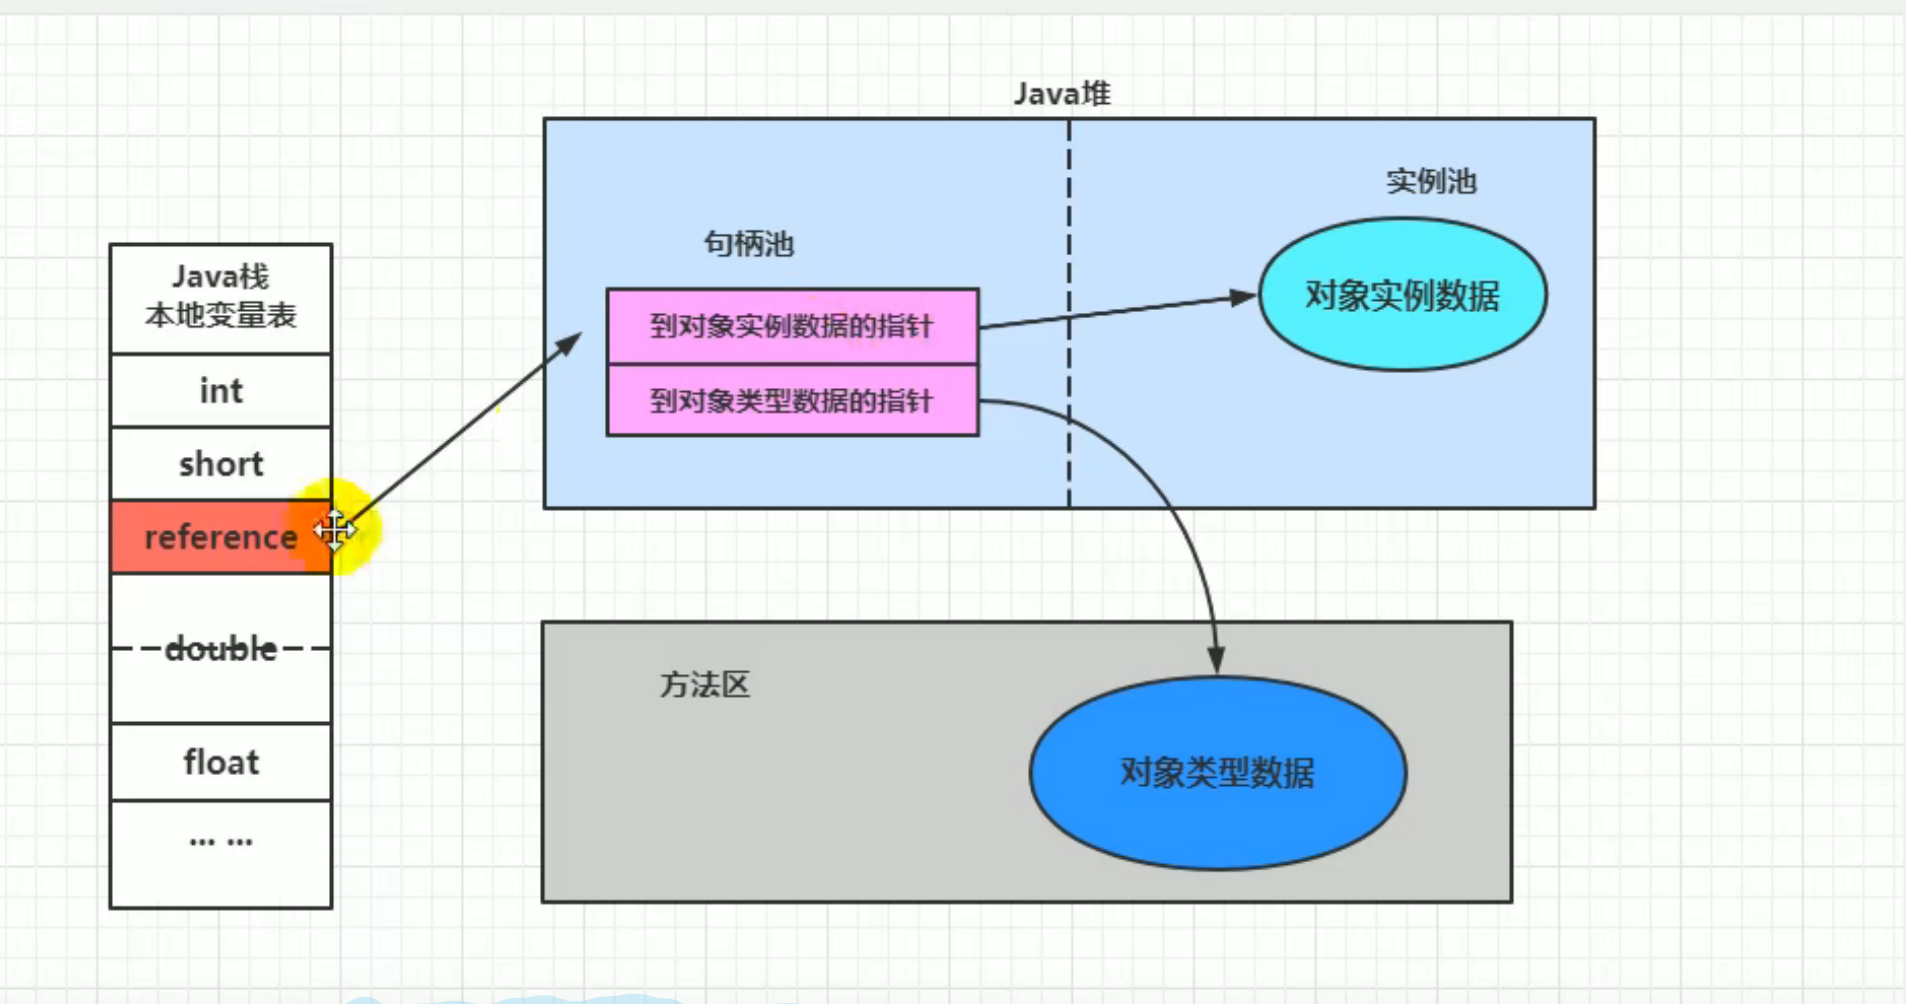 Java堆
实例池
句柄池
Java栈
本地变量表
对象实例数据
到对象实例数据的指针
int
到对象类型数据的指针
short
reference
double
方法区
float
对象类型数据
... ...